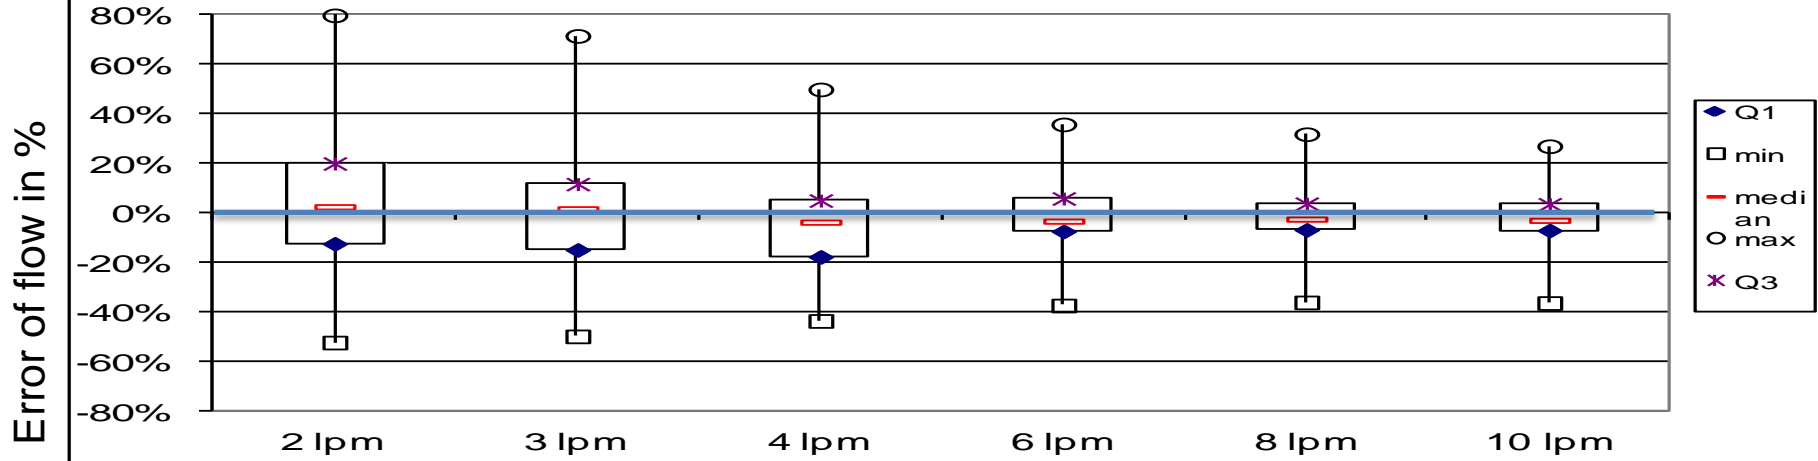 Error of flow in %
80%
60%
40%
20%
0%
-20%
-40%
-60%
-80%
2 lpm 3 lpm 4 lpm 6 lpm 8 lpm 10 lpm
Q1
min
medi
an
max
Q3